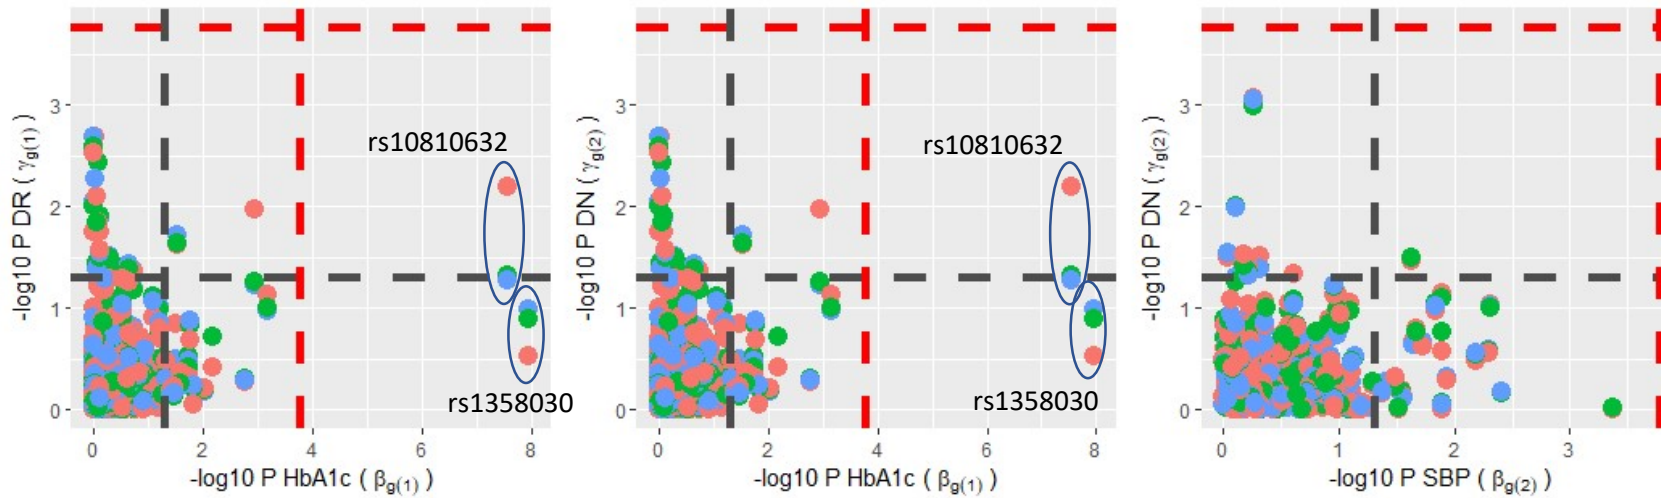 -log10 P DR ( γg(1) )
3
2
1
0
rs10810632
rs1358030
0 2 4 6 8
-log10 P HbA1c ( βg(1) )
-log10 P DN ( γg(2) )
3
2
1
0
rs10810632
rs1358030
0 2 4 6 8
-log10 P HbA1c ( βg(1) )
-log10 P DN ( γg(2) )
3
2
1
0
0 1 2 3
-log10 P SBP ( βg(2) )